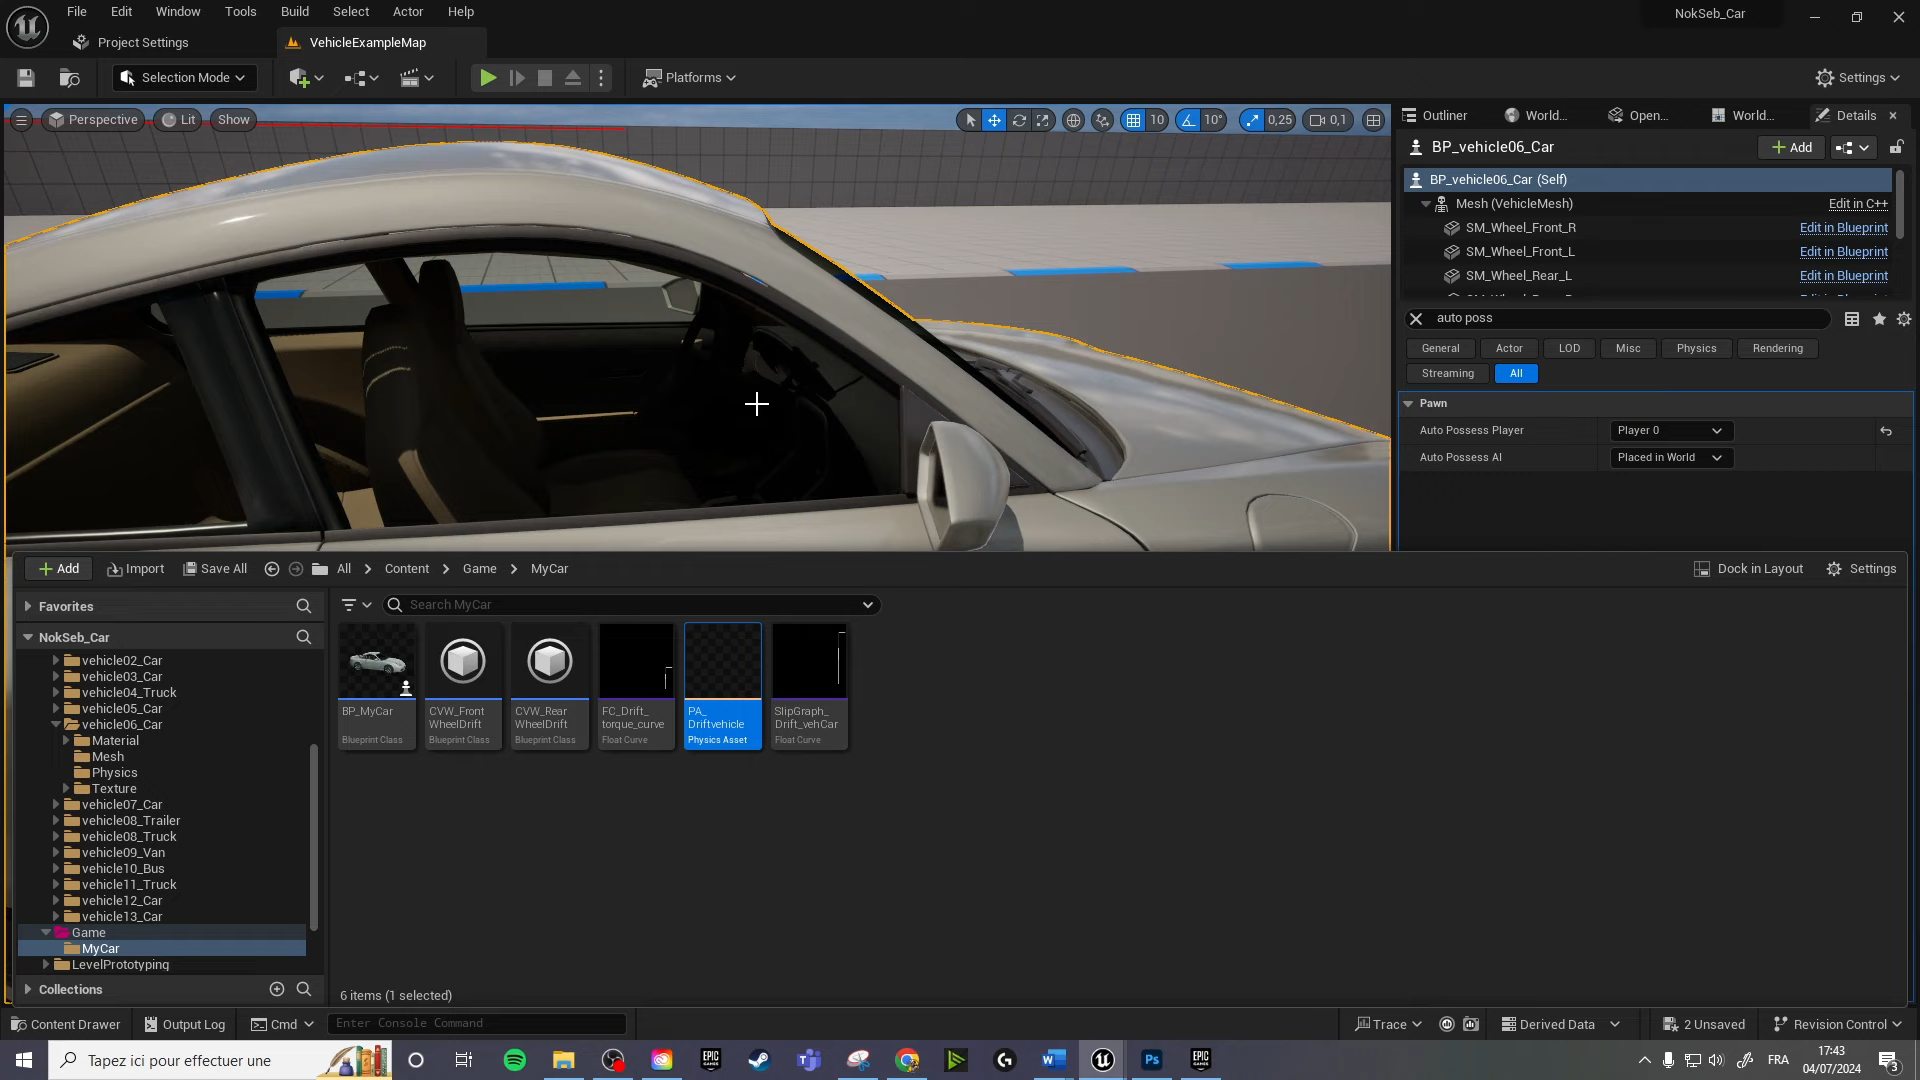 File Edit Window Tools Build Select Actor Help
NokSeb_Car
Project Settings
VehicleExampleMap
Selection Mode
Platforms
Settings
Perspective
Lit
Show
10
10°
0,25
0,1
Outliner
World...
Open...
World...
Details
BP_vehicle06_Car
Add
BP_vehicle06_Car (Self)
Mesh (VehicleMesh)
Edit in C++
SM_Wheel_Front_R
Edit in Blueprint
SM_Wheel_Front_L
Edit in Blueprint
SM_Wheel_Rear_L
Edit in Blueprint
auto poss
General
Actor
LOD
Misc
Physics
Rendering
Streaming
All
Pawn
Auto Possess Player
Player 0
Auto Possess AI
Placed in World
Add
Import
Save All
All
Content
Game
MyCar
Dock in Layout
Settings
Favorites
NokSeb_Car
vehicle02_Car
vehicle03_Car
vehicle04_Truck
vehicle05_Car
vehicle06_Car
Material
Mesh
Physics
Texture
vehicle07_Car
vehicle08_Trailer
vehicle08_Truck
vehicle09_Van
vehicle10_Bus
vehicle11_Truck
vehicle12_Car
vehicle13_Car
Game
MyCar
LevelPrototyping
Collections
Search MyCar
BP_MyCar
Blueprint Class
CVW_Front
WheelDrift
Blueprint Class
CVW_Rear
WheelDrift
Blueprint Class
FC_Drift_
torque_curve
Float Curve
PA_
Driftvehicle
Physics Asset
SlipGraph_
Drift_vehCar
Float Curve
6 items (1 selected)
Content Drawer
Output Log
Cmd
Enter Console Command
Trace
Derived Data
2 Unsaved
Revision Control
Tapez ici pour effectuer une
EPIC
GAMES
Ps
EPIC
GAMES
FRA
17:43
04/07/2024
3